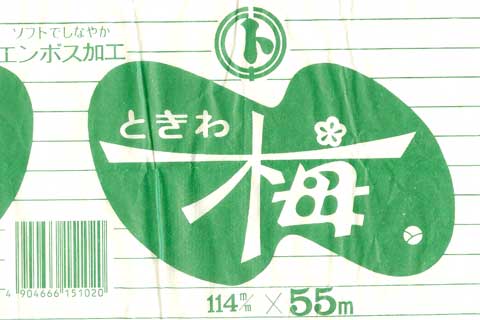 ソフトでしなやか
エンボス加工
ト
ときわ
梅
4 904666 151020
114m/m × 55m